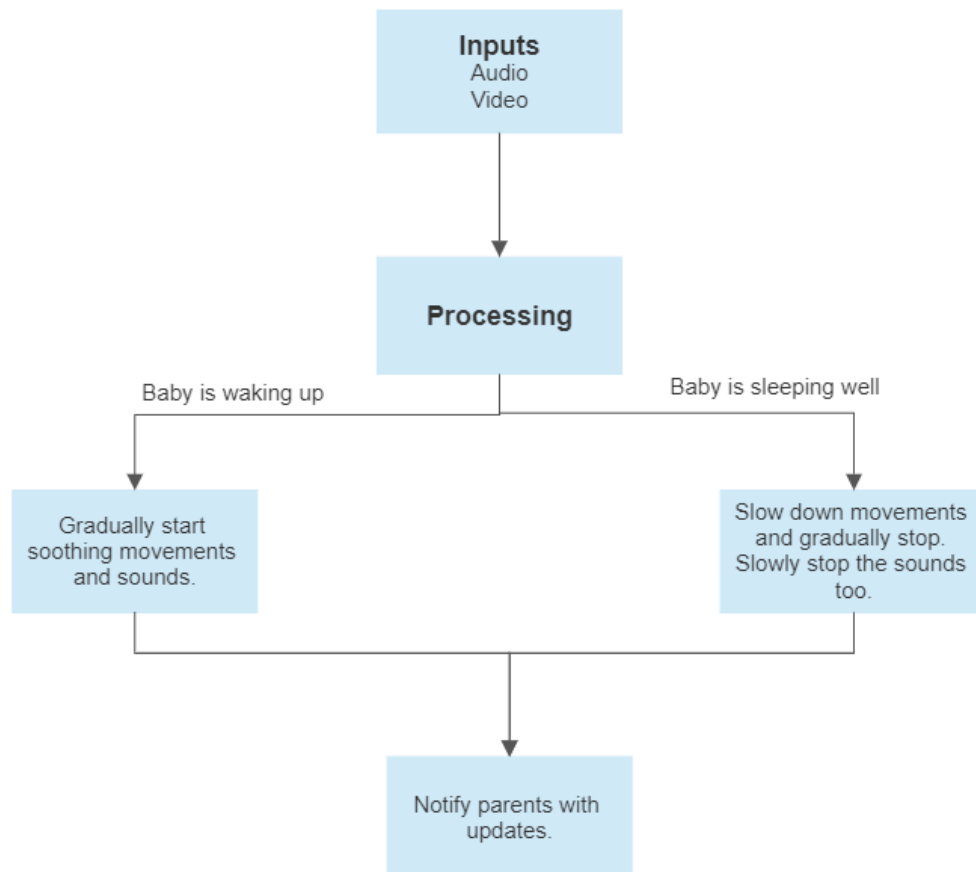 Inputs
Audio
Video
Processing
Baby is waking up
Baby is sleeping well
Gradually start
soothing movements
and sounds.
Slow down movements
and gradually stop.
Slowly stop the sounds
too.
Notify parents with
updates.